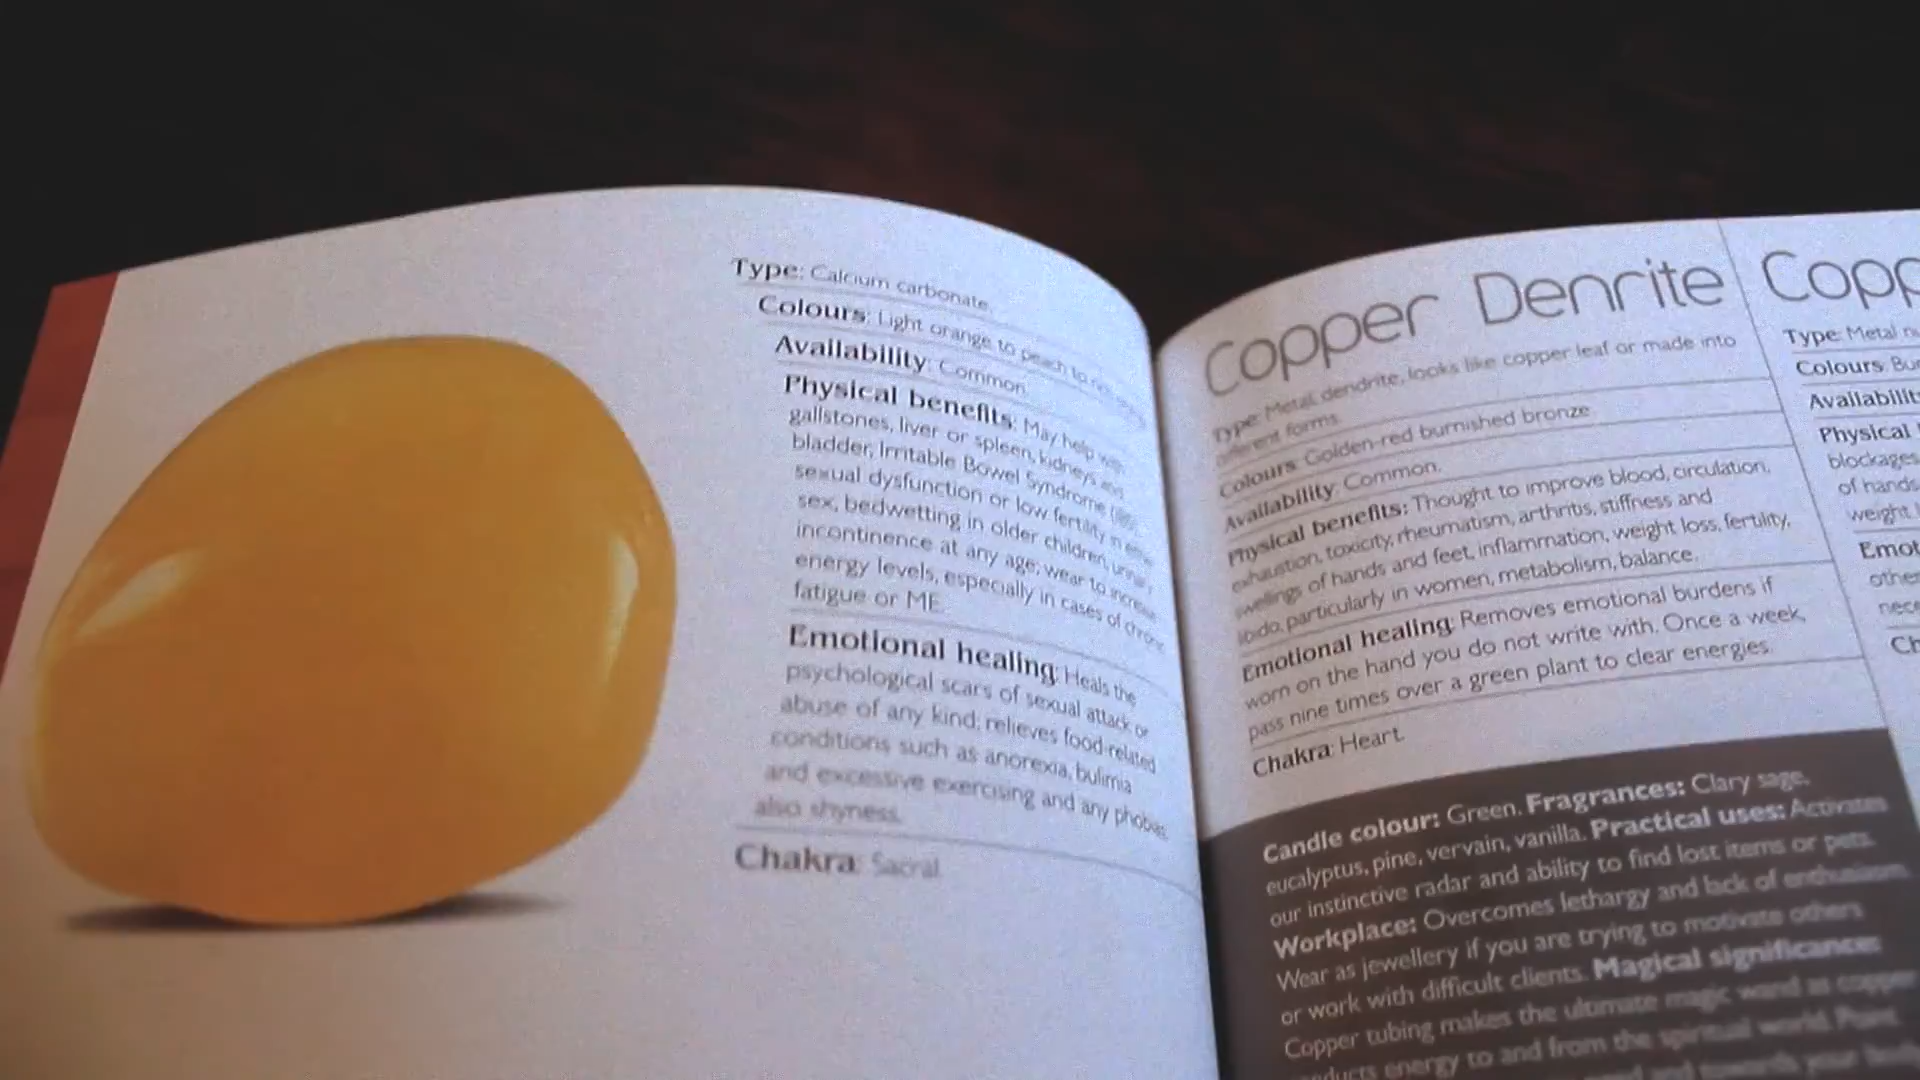 Type: Calcium carbonate.
Colours: Light orange to peach to
Availability: Common.
Physical benefits: May help with
gallstones, liver or spleen, kidneys and
bladder, Irritable Bowel Syndrome
sexual dysfunction or low fertility in
sex, bedwetting in older children,
incontinence at any age; wear to increase
energy levels, especially in cases of chronic
fatigue or ME.
Emotional healing: Heals the
psychological scars of sexual attack or
abuse of any kind; relieves food-related
conditions such as anorexia, bulimia
and excessive exercising and any phobias,
also shyness.
Chakra: Sacral.
Copper Denrite
Type: Metal, dendrite, looks like copper leaf or made into
different forms.
Colours: Golden-red burnished bronze.
Availability: Common.
Physical benefits: Thought to improve blood, circulation,
exhaustion, toxicity, rheumatism, arthritis, stiffness and
swellings of hands and feet, inflammation, weight loss, fertility,
libido, particularly in women, metabolism, balance.
Emotional healing: Removes emotional burdens if
worn on the hand you do not write with. Once a week,
pass nine times over a green plant to clear energies.
Chakra: Heart.
Candle colour: Green. Fragrances: Clary sage,
eucalyptus, pine, vervain, vanilla. Practical uses: Activates
our instinctive radar and ability to find lost items or pets.
Workplace: Overcomes lethargy and lack of enthusiasm.
Wear as jewellery if you are trying to motivate others
or work with difficult clients. Magical significance:
Copper tubing makes the ultimate magic wand as copper
energy to and from the spiritual world. Point
and towards your body
Type: Metal
Colours:
Physical
blockages
of hands
weight